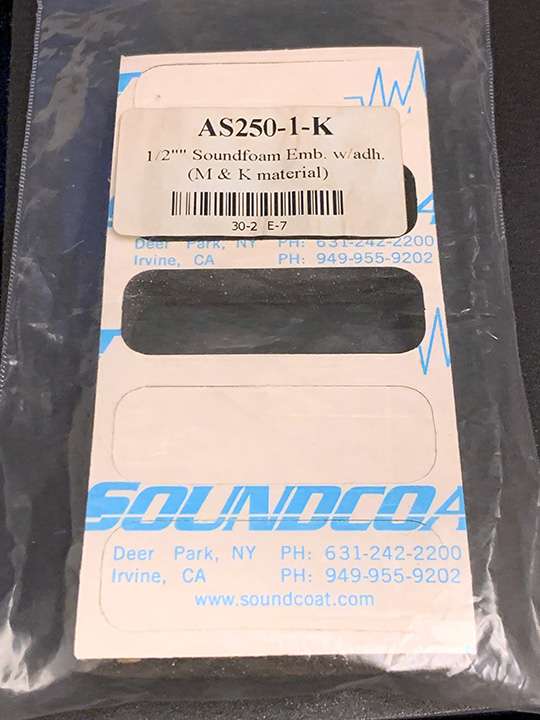 AS250-1-K
1/2"" Soundfoam Emb. w/adh.
(M & K material)
30-2 E-7
Deer Park, NY PH: 631-242-2200
Irvine, CA PH: 949-955-9202
SOUNDCOA
Deer Park, NY PH: 631-242-2200
Irvine, CA PH: 949-955-9202
www.soundcoat.com